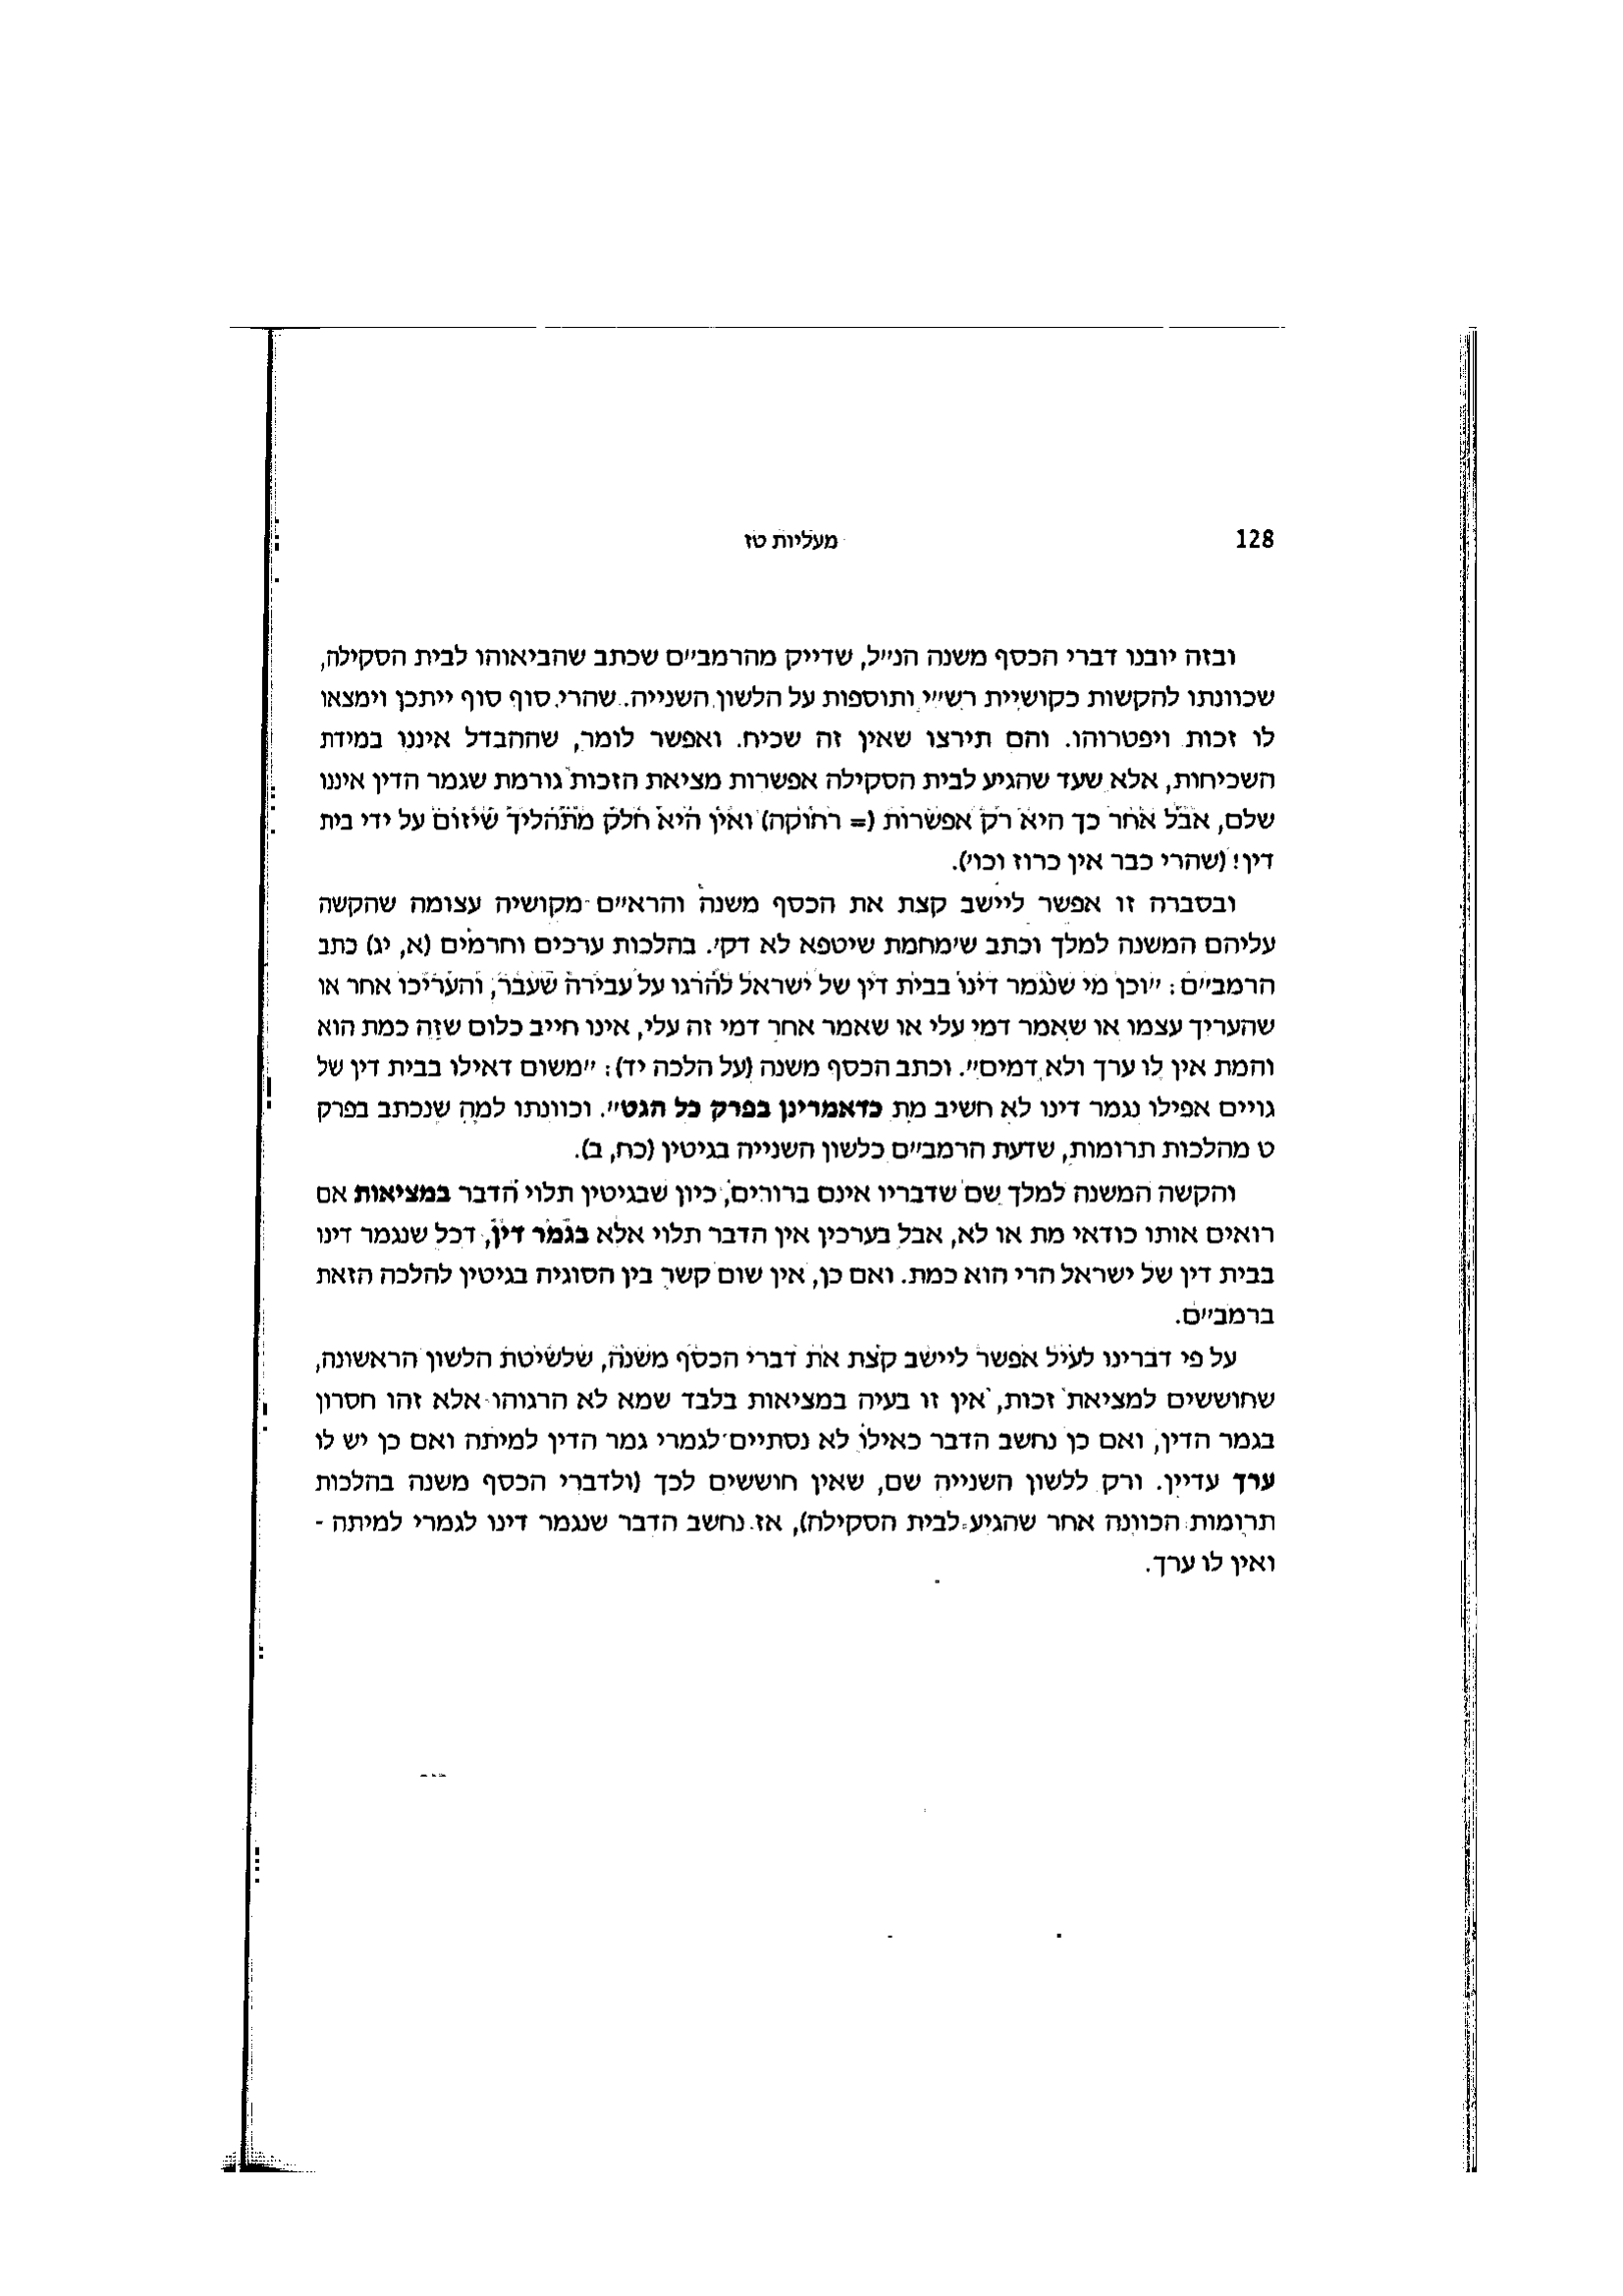 128
מעליות טז
ובזה יובנו דברי הכסף משנה הנ״ל, שדייק מהרמב״ם שכתב שהביאוהו לבית הסקילה,
שכוונתו להקשות כקושיית רש״י ותוספות על הלשון השנייה. שהרי סוף סוף ייתכן וימצאו
לו זכות ויפטרוהו. והם תירצו שאין זה שכיח. ואפשר לומר, שההבדל איננו במידת
השכיחות, אלא שעד שהגיע לבית הסקילה אפשרות מציאת הזכות גורמת שגמר הדין איננו
שלם, אבל אחר כך היא רק אפשרות (= רחוקה) ואין היא חלק מתהליך שיזום על ידי בית
דין! (שהרי כבר אין כרוז וכו׳).
ובסברה זו אפשר ליישב קצת את הכסף משנה והרא״ם מקושיה עצומה שהקשה
עליהם המשנה למלך וכתב ש׳מחמת שיטפא לא דק׳. בהלכות ערכים וחרמים (א, יג) כתב
הרמב״ם: ״וכן מי שנגמר דינו בבית דין של ישראל להרגו על עבירה שעבר, והעריכו אחר או
שהעריך עצמו או שאמר דמי עלי או שאמר אחר דמי זה עלי, אינו חייב כלום שזה כמת הוא
והמת אין לו ערך ולא דמים״. וכתב הכסף משנה (על הלכה יד): ״משום דאילו בבית דין של
גויים אפילו נגמר דינו לא חשיב מת כדאמרינן בפרק כל הגט״. וכוונתו למה שנכתב בפרק
ט מהלכות תרומות, שדעת הרמב״ם כלשון השנייה בגיטין (כח, ב).
והקשה המשנה למלך שם שדבריו אינם ברורים, כיון שבגיטין תלוי הדבר במציאות אם
רואים אותו כודאי מת או לא, אבל בערכין אין הדבר תלוי אלא בגמר דין, דכל שנגמר דינו
בבית דין של ישראל הרי הוא כמת. ואם כן, אין שום קשר בין הסוגיה בגיטין להלכה הזאת
ברמב״ם.
על פי דברינו לעיל אפשר ליישב קצת את דברי הכסף משנה, שלשיטת הלשון הראשונה,
שחוששים למציאת זכות, אין זו בעיה במציאות בלבד שמא לא הרגוהו אלא זהו חסרון
בגמר הדין, ואם כן נחשב הדבר כאילו לא נסתיים לגמרי גמר הדין למיתה ואם כן יש לו
ערך עדיין. ורק ללשון השנייה שם, שאין חוששים לכך (ולדברי הכסף משנה בהלכות
תרומות הכוונה אחר שהגיע לבית הסקילה), אז נחשב הדבר שנגמר דינו לגמרי למיתה -
ואין לו ערך.